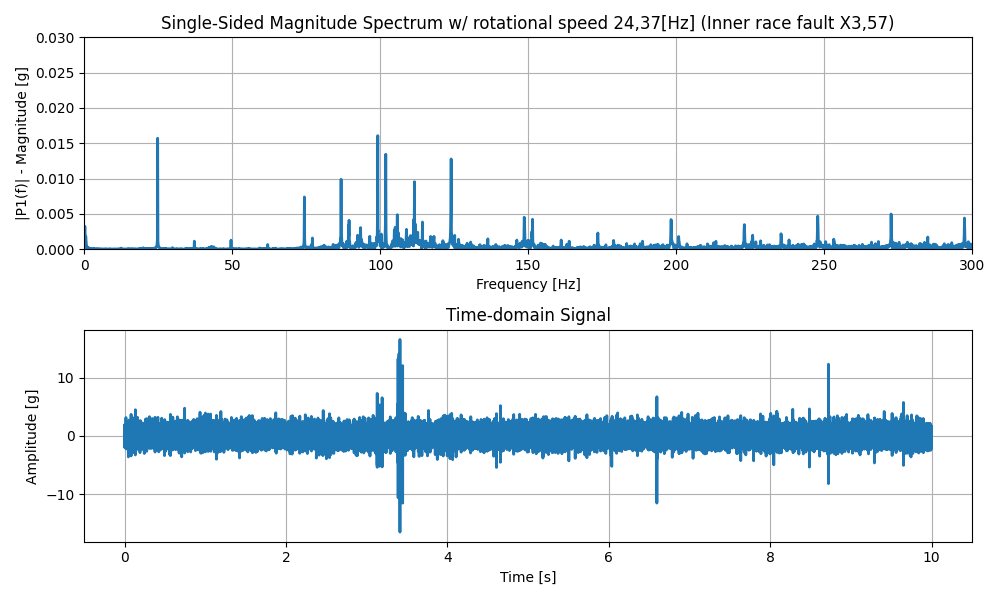 Single-Sided Magnitude Spectrum w/ rotational speed 24,37[Hz] (Inner race fault X3,57)
|P1(f)| - Magnitude [g]
0.030
0.025
0.020
0.015
0.010
0.005
0.000
0 50 100 150 200 250 300
Frequency [Hz]
Time-domain Signal
Amplitude [g]
10
0
−10
0 2 4 6 8 10
Time [s]